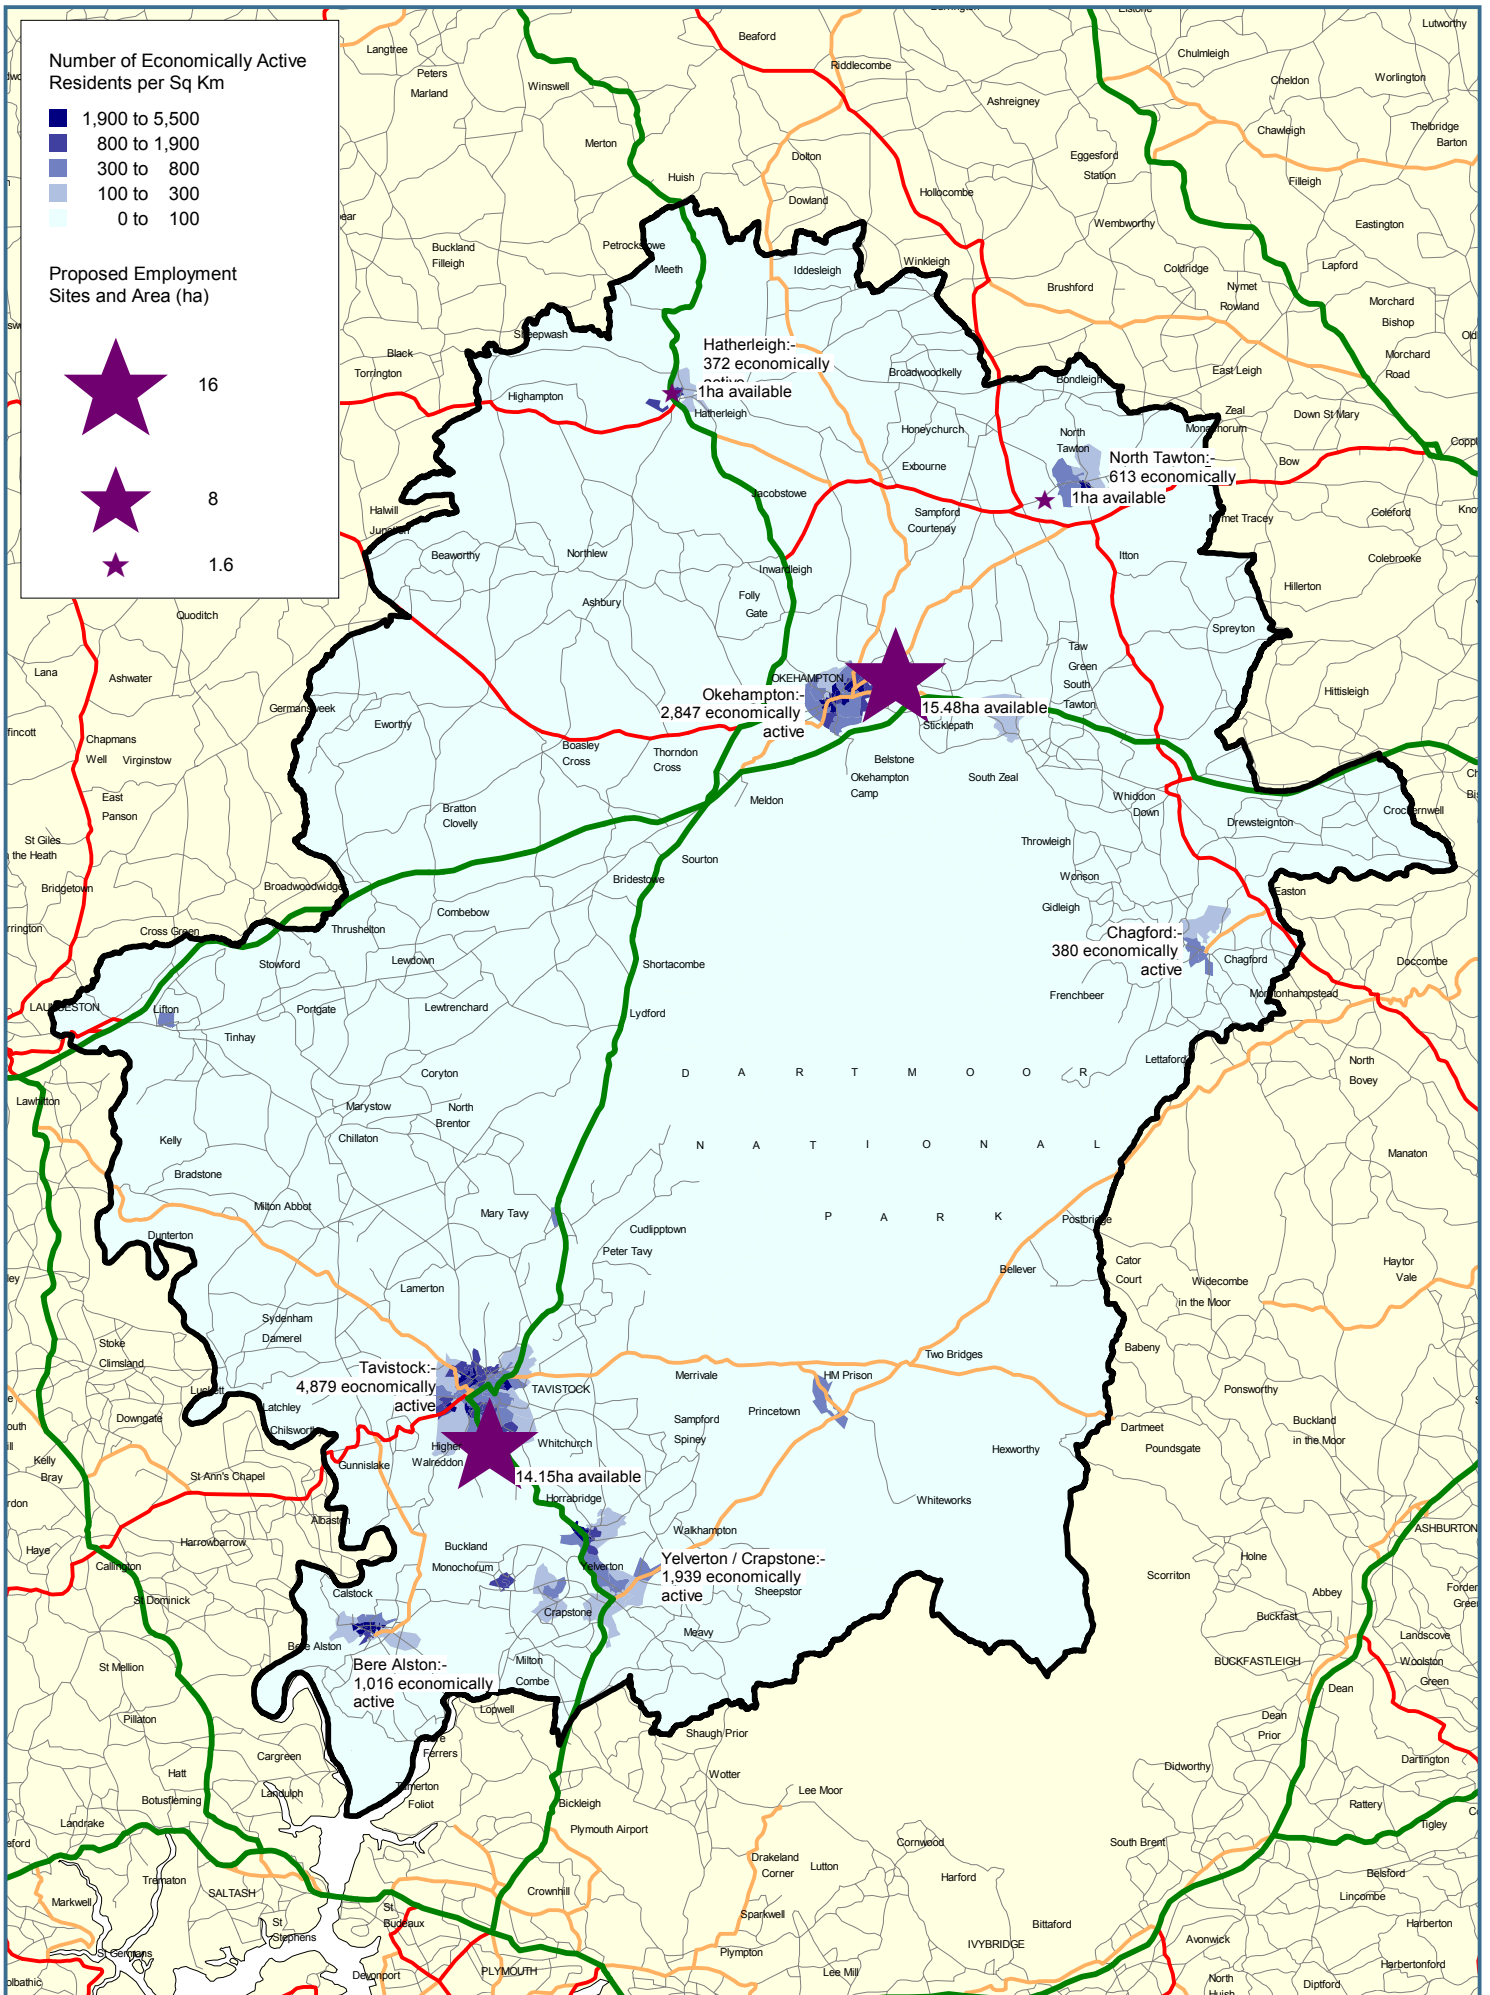 Number of Economically Active
Residents per Sq Km
1,900 to 5,500
800 to 1,900
300 to 800
100 to 300
0 to 100
Proposed Employment
Sites and Area (ha)
16
8
1.6
Langtree
Peters
Marland
Winswell
Merton
Huish
Buckland
Filleigh
Petrockstowe
Meeth
Sheepwash
Black
Torrington
Highampton
Beaford
Riddlecombe
Ashreigney
Dolton
Dowland
Hollocombe
Iddesleigh
Winkleigh
Chulmleigh
Lutworthy
Cheldon
Worlington
Chawleigh
Thelbridge
Barton
Eggesford
Station
Filleigh
Wembworthy
Eastington
Coldridge
Lapford
Brushford
Nymet
Rowland
Morchard
Bishop
Morchard
Road
East Leigh
Hatherleigh:-
372 economically
active
1ha available
Hatherleigh
Broadwoodkelly
Bondleigh
Zeal
Monachorum
Down St Mary
Honeychurch
North
Tawton
North Tawton:-
613 economically
1ha available
Bow
Exbourne
Jacobstowe
Sampford
Courtenay
Nymet Tracey
Coleford
Colebrooke
Halwill
Junction
Beaworthy
Northlew
Inwardleigh
Itton
Hillerton
Ashbury
Folly
Gate
Quoditch
Spreyton
Lana
Ashwater
Taw
Green
South
Tawton
Hittisleigh
OKEHAMPTON
Okehampton:-
2,847 economically
active
15.48ha available
Sticklepath
Germansweek
Eworthy
Chapmans
Well
Virginstow
Boasley
Cross
Thorndon
Cross
Belstone
Okehampton
Camp
South Zeal
East
Panson
Bratton
Clovelly
Meldon
Whiddon
Down
Crockernwell
Drewsteignton
St Giles
Throwleigh
Sourton
Bridestowe
Wonson
Bridgetown
Broadwoodwidger
Easton
Combebow
Gidleigh
Cross Green
Thrushelton
Chagford:-
380 economically
active
Chagford
Stowford
Lewdown
Shortacombe
Doccombe
Frenchbeer
Moretonhampstead
LAUNCESTON
Lifton
Portgate
Lewtrenchard
Lydford
Tinhay
Lettaford
North
Bovey
Coryton
DARTMOOR
Lawhitton
Marystow
North
Brentor
Kelly
Chillaton
NATIONAL
Manaton
Bradstone
Milton Abbot
Mary Tavy
Cudlipptown
PARK
Postbridge
Dunterton
Peter Tavy
Bellever
Cator
Court
Haytor
Vale
Widecombe
in the Moor
Lamerton
Sydenham
Damerel
Stoke
Climsland
Babeny
Two Bridges
Tavistock:-
4,879 eocnomically
active
TAVISTOCK
Merrivale
HM Prison
Ponsworthy
Luckett
Latchley
Princetown
Downgate
Chilsworthy
Sampford
Spiney
Dartmeet
Buckland
in the Moor
Poundsgate
Hexworthy
Higher
Walreddon
Whitchurch
Kelly
Bray
St Ann's Chapel
Gunnislake
14.15ha available
Horrabridge
Whiteworks
Albaston
ASHBURTON
Walkhampton
Haye
Harrowbarrow
Buckland
Monochorum
Yelverton
Yelverton / Crapstone:-
1,939 economically
active
Sheepstor
Holne
Callington
Scorriton
Abbey
Calstock
St Dominick
Crapstone
Buckfast
Meavy
Landscove
Bere Alston
Bere Alston:-
1,016 economically
active
Milton
Combe
St Mellion
BUCKFASTLEIGH
Woolston
Green
Dean
Lopwell
Pillaton
Shaugh Prior
Dean
Prior
Ferrers
Cargreen
Dartington
Wotter
Didworthy
Hatt
Landulph
Tamerton
Foliot
Lee Moor
Botusfleming
Bickleigh
Rattery
Landrake
Plymouth Airport
Tigley
Cornwood
South Brent
Drakeland
Corner
Lutton
Trematon
Harford
Belsford
SALTASH
Crownhill
Lincombe
Markwell
St
Budeaux
Sparkwell
Harberton
St
Stephens
Bittaford
Avonwick
St Germans
Plympton
IVYBRIDGE
Harbertonford
Devonport
PLYMOUTH
Lee Mill
North
Huish
Diptford